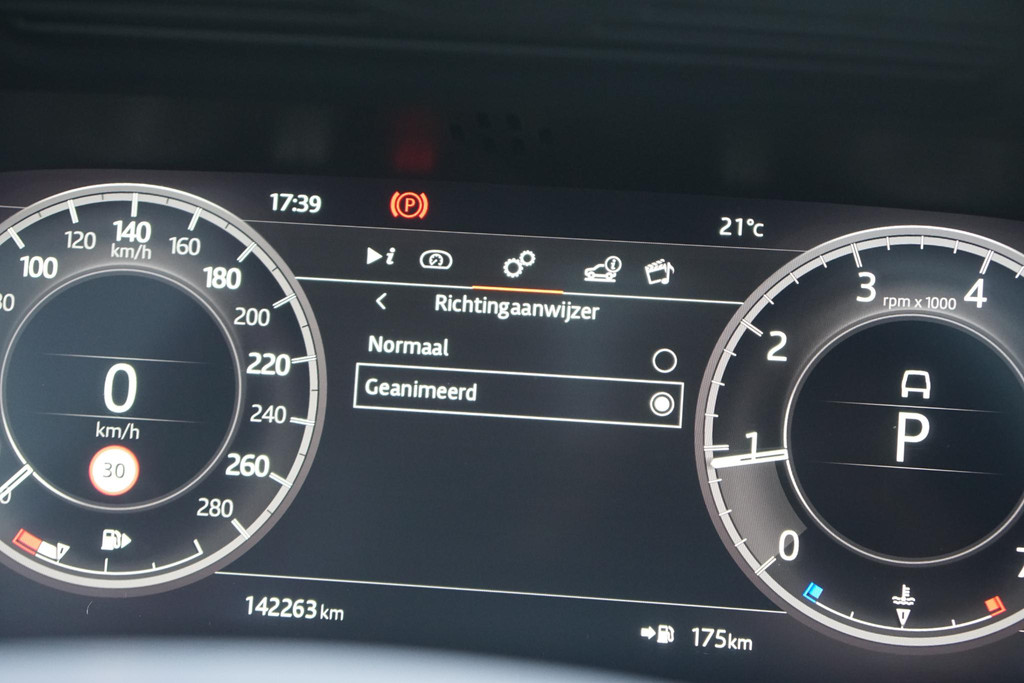 17:39
P
21°c
i
Richtingaanwijzer
Normaal
Geanimeerd
100
120
140
160
180
200
220
240
260
280
km/h
0
km/h
30
0
1
2
3
4
rpm x 1000
P
142263 km
175km